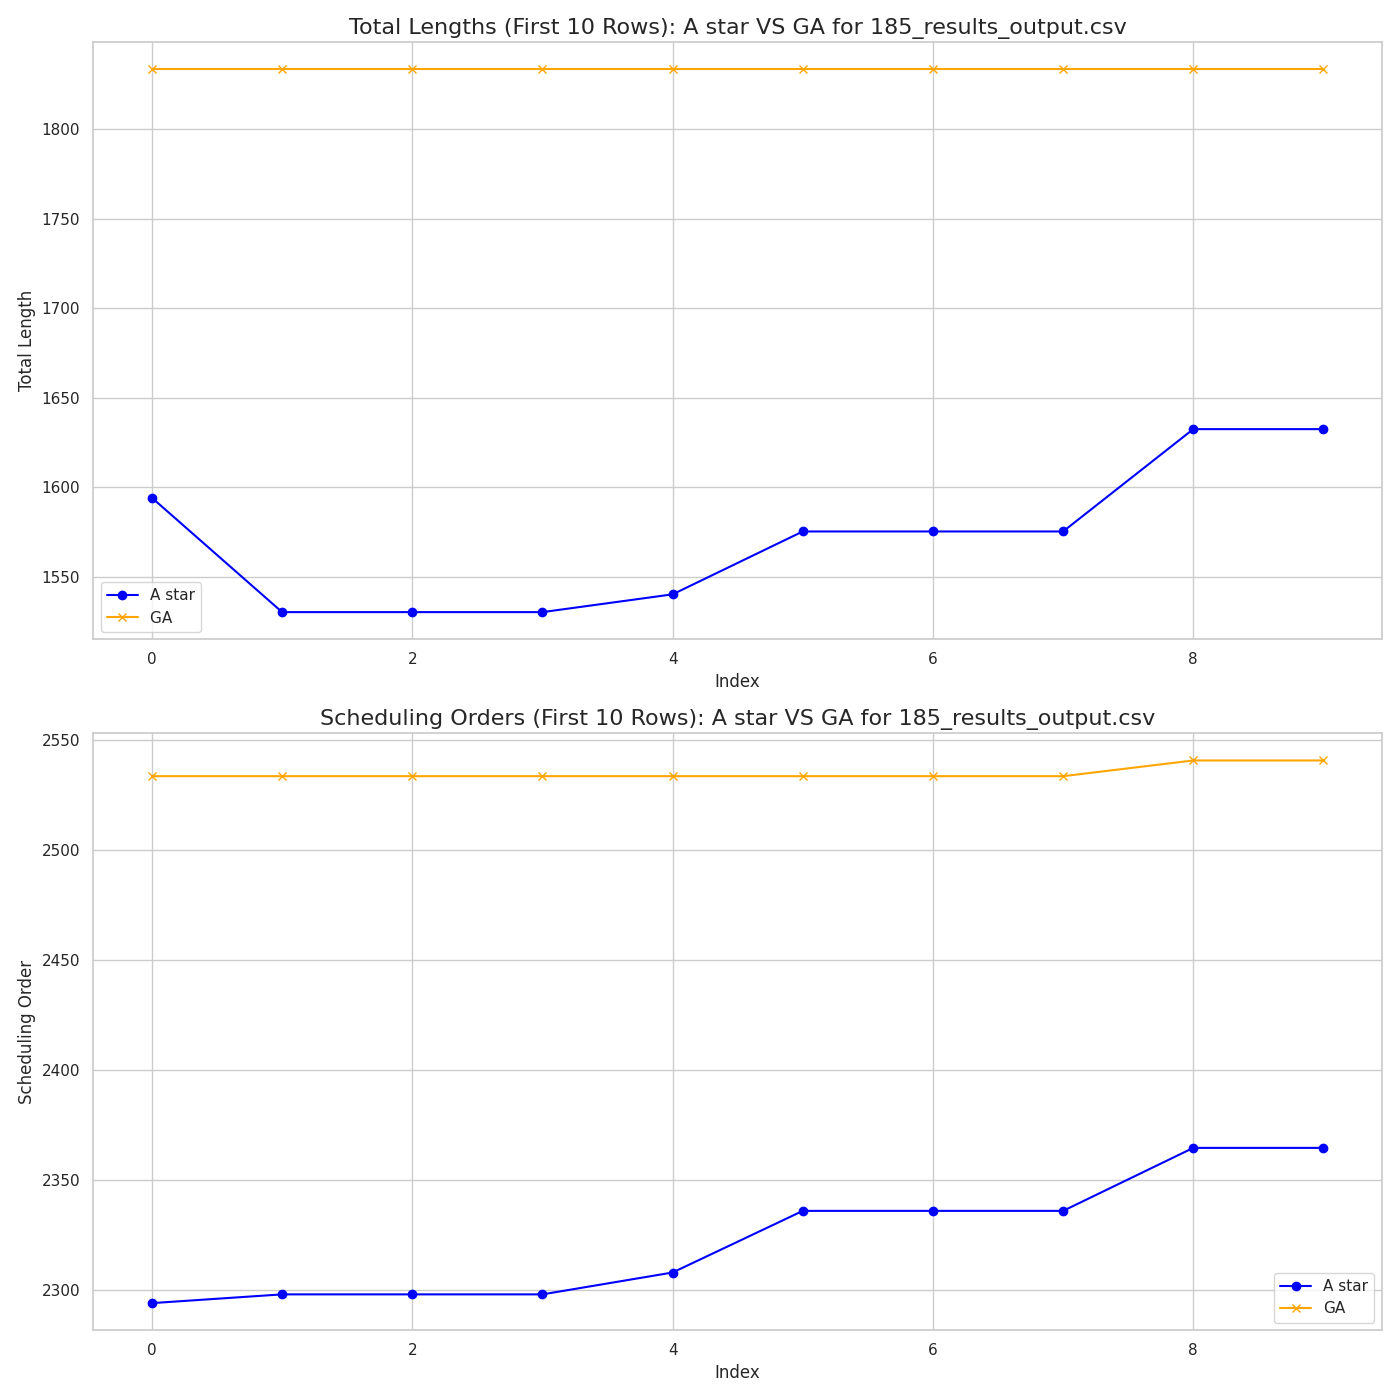 Total Lengths (First 10 Rows): A star VS GA for 185_results_output.csv
1800
1750
1700
1650
1600
1550
Total Length
A star
GA
0
2
4
6
8
Index
Scheduling Orders (First 10 Rows): A star VS GA for 185_results_output.csv
2550
2500
2450
2400
2350
2300
Scheduling Order
A star
GA
0
2
4
6
8
Index